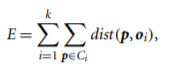 E = \sum_{i=1}^{k} \sum_{p \in C_i} dist(p, o_i),